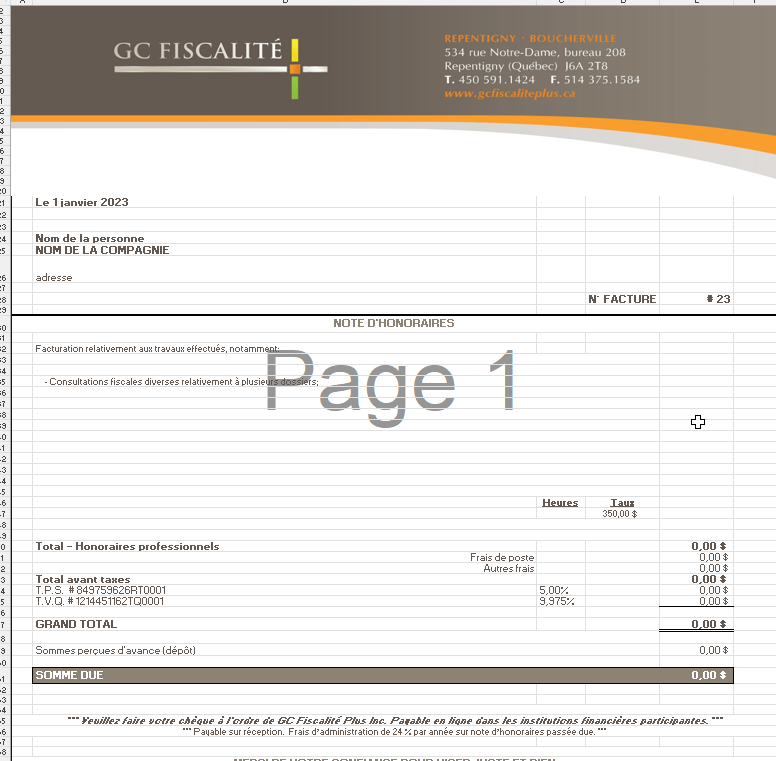 GC FISCALITÉ
REPENTIGNY • BOUCHERVILLE
534 rue Notre-Dame, bureau 208
Repentigny (Québec) J6A 2T8
T. 450 591.1424 F. 514 375.1584
www.gcfiscaliteplus.ca
Le 1 janvier 2023
Nom de la personne
NOM DE LA COMPAGNIE
adresse
N° FACTURE # 23
NOTE D'HONORAIRES
Facturation relativement aux travaux effectués, notamment:
Page 1
- Consultations fiscales diverses relativement à plusieurs dossiers;
Heures Taux
350,00 $
Total - Honoraires professionnels 0,00 $
Frais de poste 0,00 $
Autres frais 0,00 $
Total avant taxes 0,00 $
T.P.S. # 849759626RT0001 5,00% 0,00 $
T.V.Q. # 1214451162TQ0001 9,975% 0,00 $
GRAND TOTAL 0,00 $
Sommes perçues d'avance (dépôt) 0,00 $
SOMME DUE 0,00 $
*** Veuillez faire votre chèque à l'ordre de GC Fiscalité Plus Inc. Payable en ligne dans les institutions financières participantes. ***
*** Payable sur réception. Frais d'administration de 24 % par année sur note d'honoraires passée due. ***